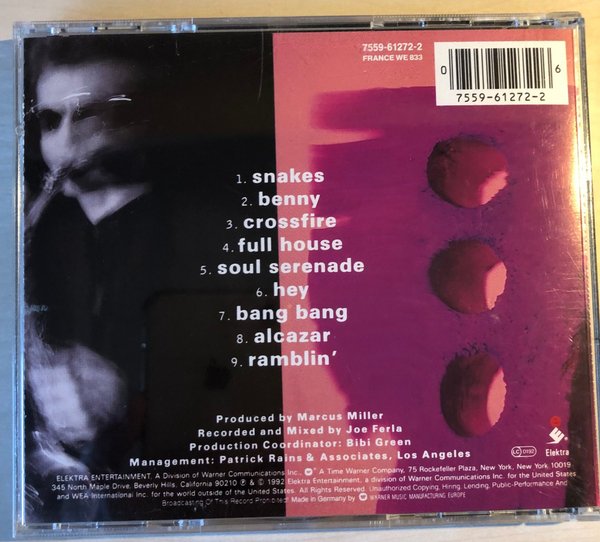 7559-61272-2
FRANCE WE 833
0 6
7559-61272-2
1. snakes
2. benny
3. crossfire
4. full house
5. soul serenade
6. hey
7. bang bang
8. alcazar
9. ramblin'
Produced by Marcus Miller
Recorded and Mixed by Joe Ferla
Production Coordinator: Bibi Green
Management: Patrick Rains & Associates, Los Angeles
LC 0192
Elektra
ELEKTRA ENTERTAINMENT, A Division of Warner Communications Inc., A Time Warner Company, 75 Rockefeller Plaza, New York, New York, 10019
345 North Maple Drive, Beverly Hills, California 90210 ℗ & © 1992 Elektra Entertainment, a division of Warner Communications Inc. for the United States
and WEA International Inc. for the world outside of the United States. All Rights Reserved. Unauthorized Copying, Hiring, Lending, Public-Performance And
Broadcasting Of This Record Prohibited. Made in Germany by WARNER MUSIC MANUFACTURING EUROPE